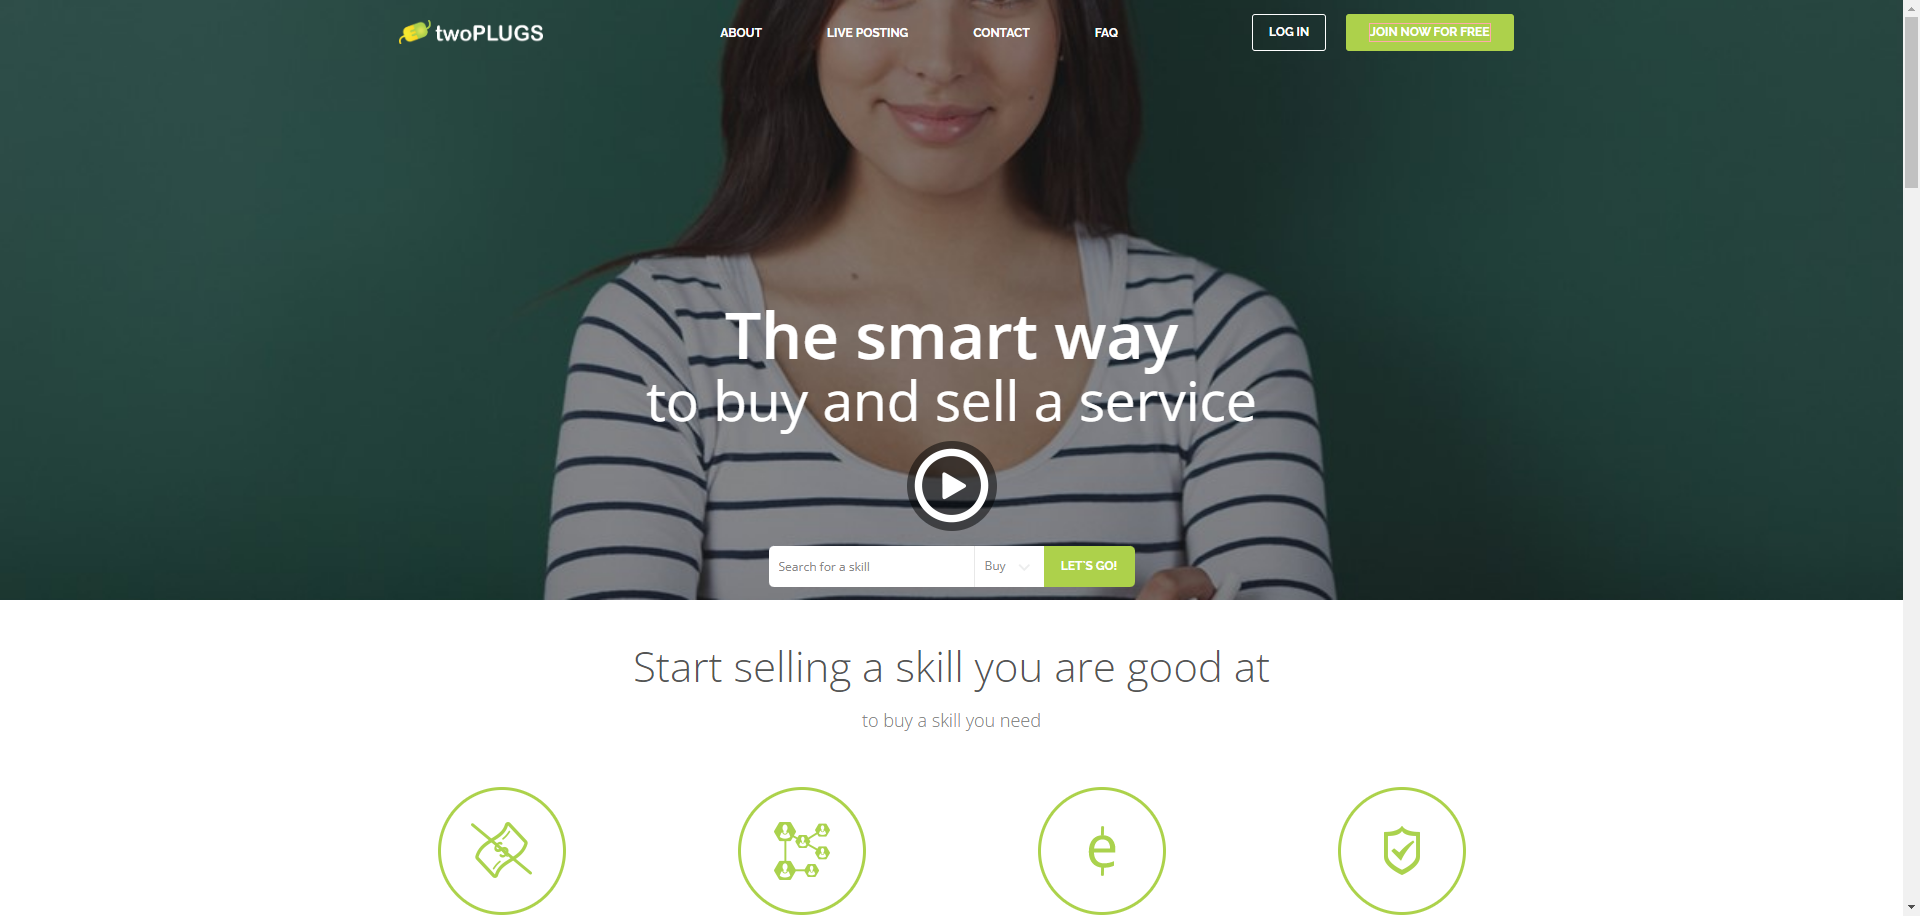 twoPLUGS
ABOUT
LIVE POSTING
CONTACT
FAQ
LOG IN
JOIN NOW FOR FREE
The smart way
to buy and sell a service
Search for a skill
Buy
LET'S GO!
Start selling a skill you are good at
to buy a skill you need